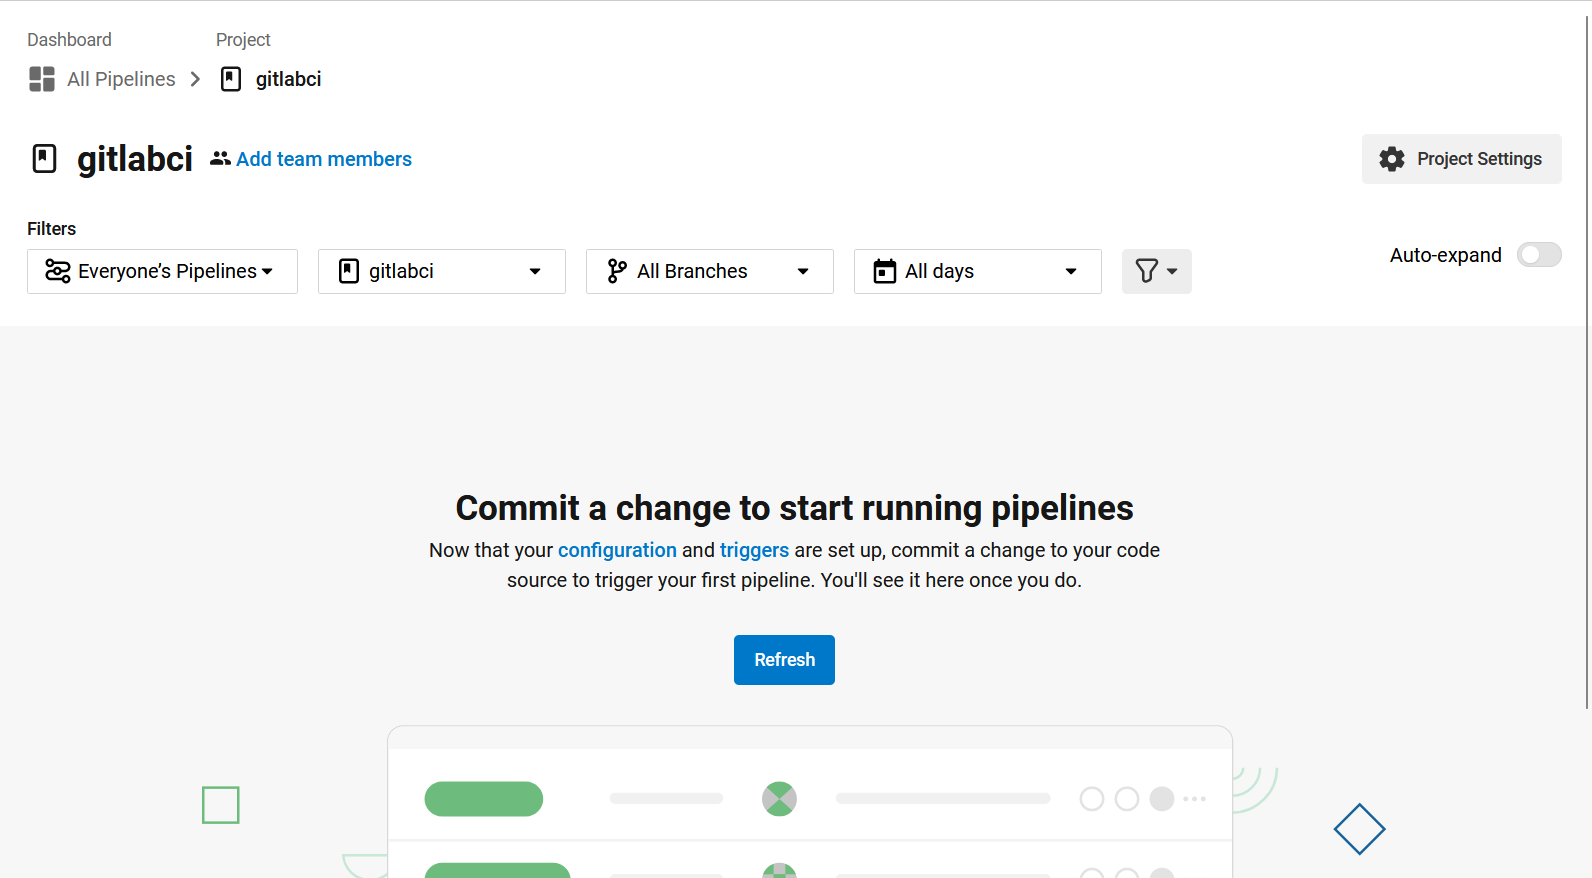 Dashboard Project
All Pipelines gitlabci
gitlabci Add team members Project Settings
Filters
Everyone’s Pipelines gitlabci All Branches All days Auto-expand
Commit a change to start running pipelines
Now that your configuration and triggers are set up, commit a change to your code
source to trigger your first pipeline. You'll see it here once you do.
Refresh